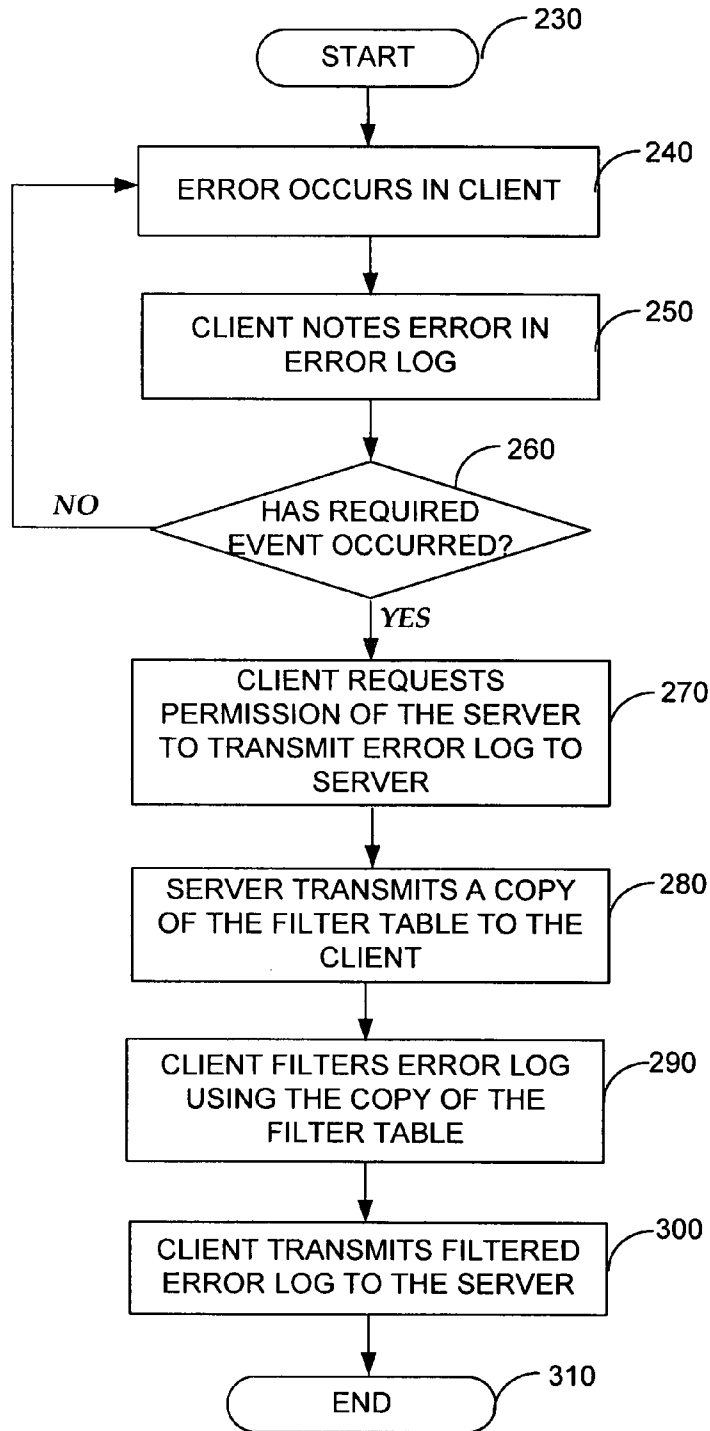 230
START
240
ERROR OCCURS IN CLIENT
250
CLIENT NOTES ERROR IN
ERROR LOG
260
HAS REQUIRED
EVENT OCCURRED?
NO
YES
270
CLIENT REQUESTS
PERMISSION OF THE SERVER
TO TRANSMIT ERROR LOG TO
SERVER
280
SERVER TRANSMITS A COPY
OF THE FILTER TABLE TO THE
CLIENT
290
CLIENT FILTERS ERROR LOG
USING THE COPY OF THE
FILTER TABLE
300
CLIENT TRANSMITS FILTERED
ERROR LOG TO THE SERVER
310
END